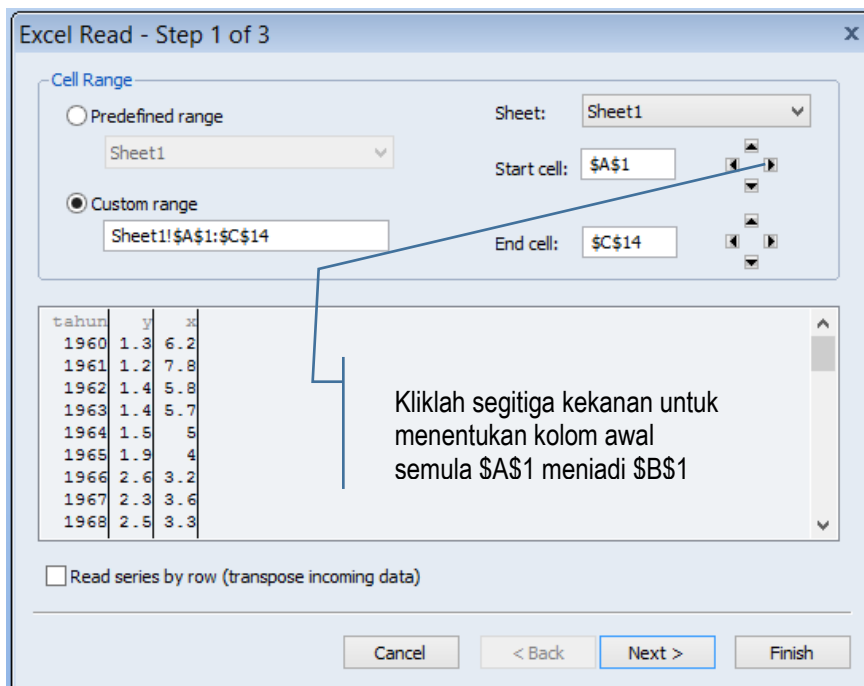 Excel Read - Step 1 of 3
x
Cell Range
Predefined range
Sheet1
Custom range
Sheet1!$A$1:$C$14
Sheet: Sheet1
Start cell: $A$1
End cell: $C$14
tahun y x
1960 1.3 6.2
1961 1.2 7.8
1962 1.4 5.8
1963 1.4 5.7
1964 1.5 5
1965 1.9 4
1966 2.6 3.2
1967 2.3 3.6
1968 2.5 3.3
Kliklah segitiga kekanan untuk
menentukan kolom awal
semula $A$1 meniadi $B$1
Read series by row (transpose incoming data)
Cancel < Back Next > Finish